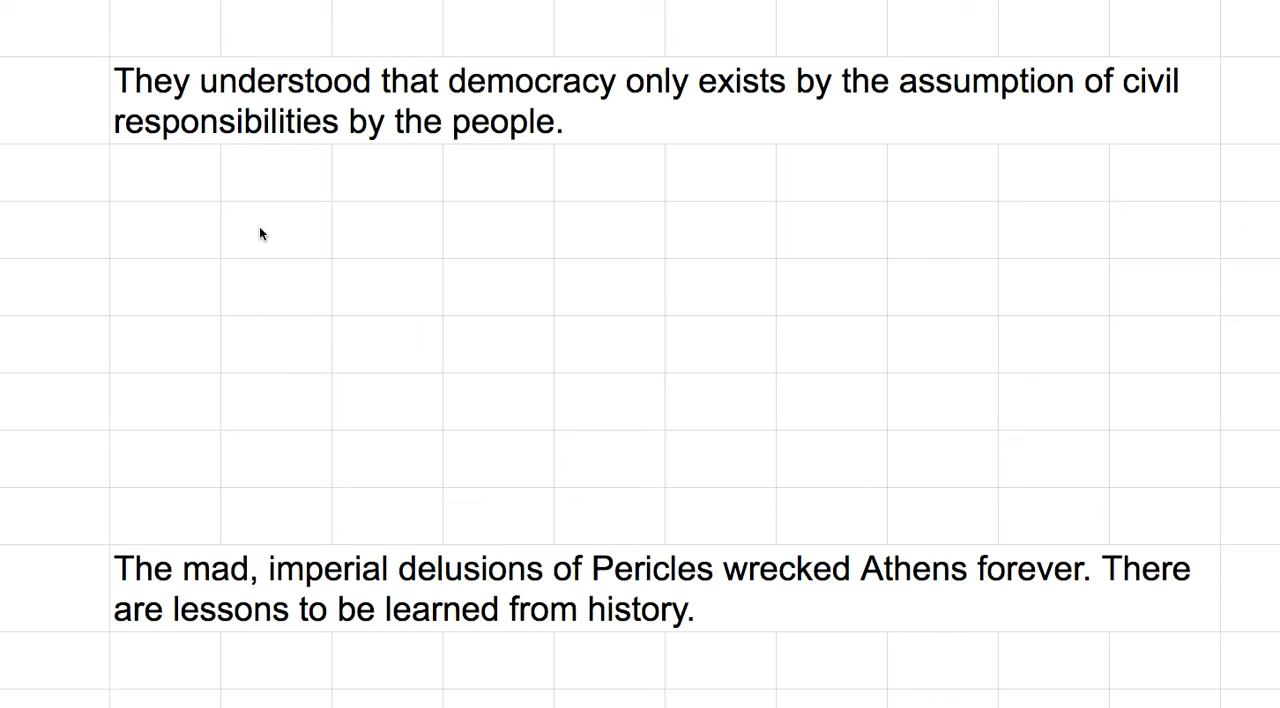 They understood that democracy only exists by the assumption of civil
responsibilities by the people.
The mad, imperial delusions of Pericles wrecked Athens forever. There
are lessons to be learned from history.